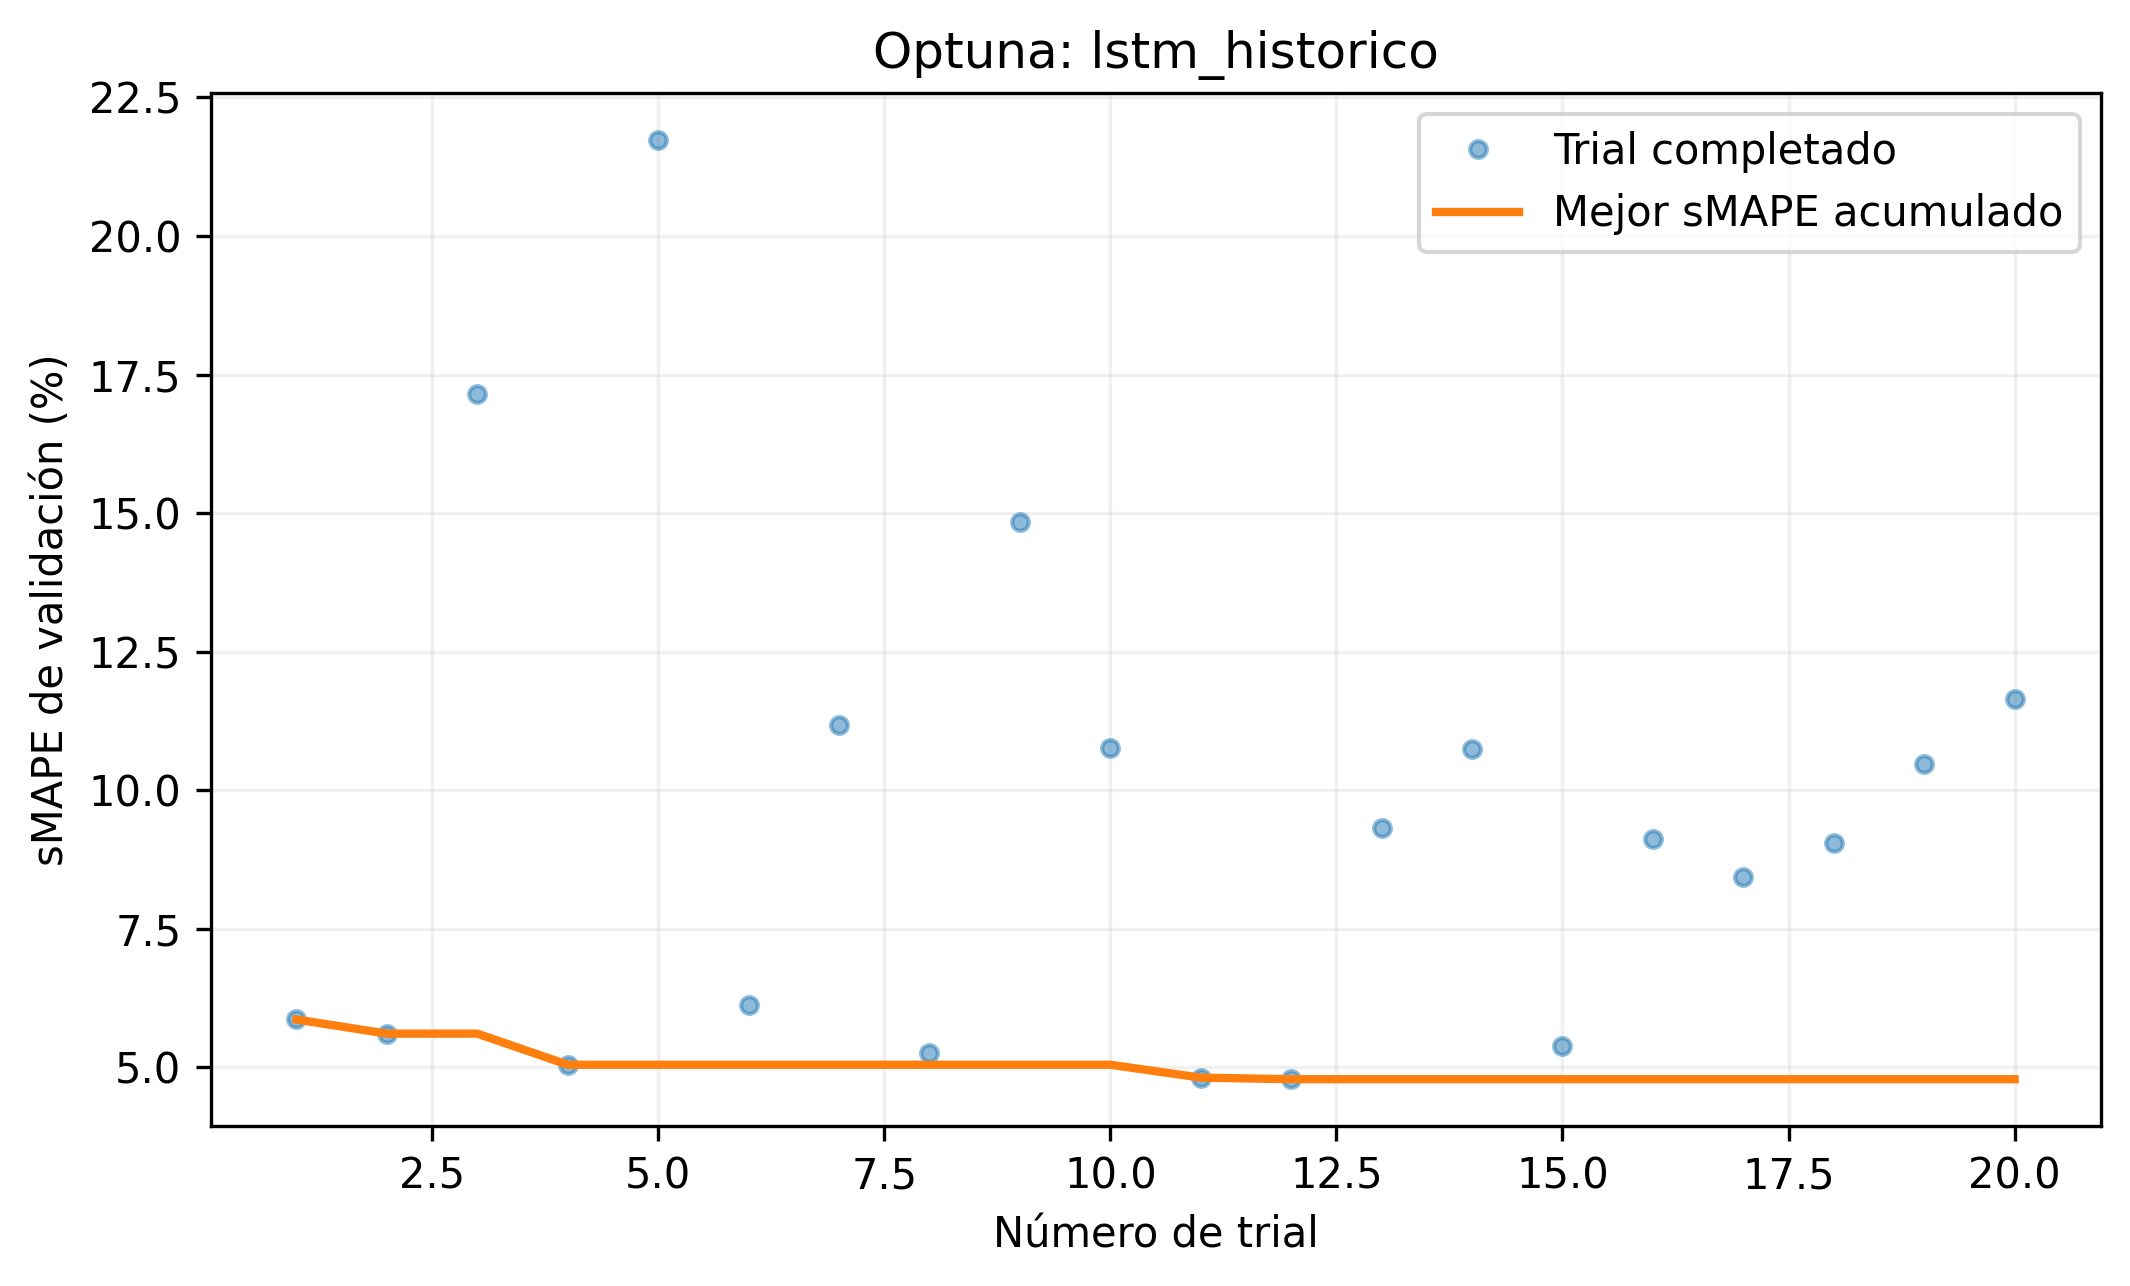 Optuna: lstm_historico
Trial completado
Mejor sMAPE acumulado
sMAPE de validación (%)
22.5
20.0
17.5
15.0
12.5
10.0
7.5
5.0
2.5 5.0 7.5 10.0 12.5 15.0 17.5 20.0
Número de trial